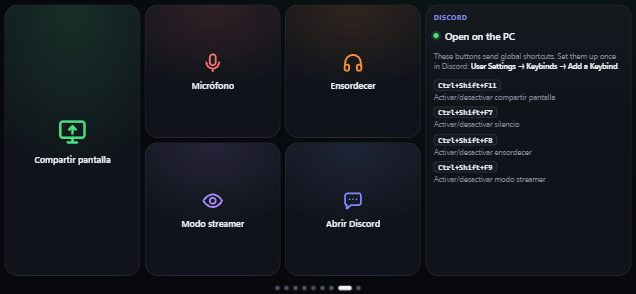 Compartir pantalla
Micrófono
Ensordecer
Modo streamer
Abrir Discord
DISCORD
Open on the PC
These buttons send global shortcuts. Set them up once
in Discord: User Settings → Keybinds → Add a Keybind.
Ctrl+Shift+F11
Activar/desactivar compartir pantalla
Ctrl+Shift+F7
Activar/desactivar silencio
Ctrl+Shift+F8
Activar/desactivar ensordecer
Ctrl+Shift+F9
Activar/desactivar modo streamer